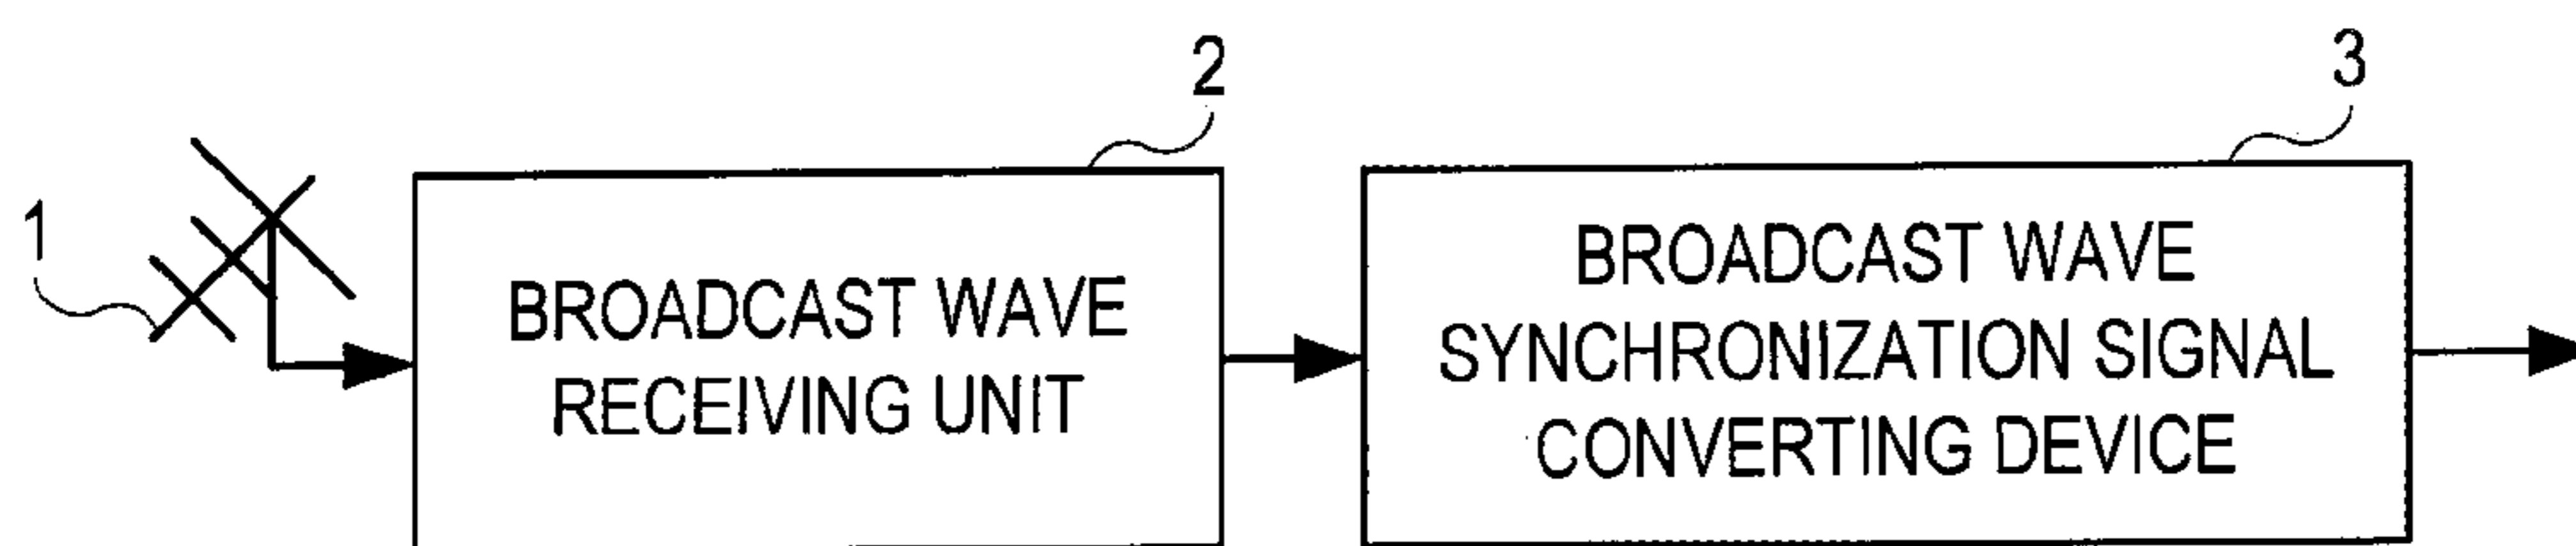 1
2
BROADCAST WAVE
RECEIVING UNIT
3
BROADCAST WAVE
SYNCHRONIZATION SIGNAL
CONVERTING DEVICE